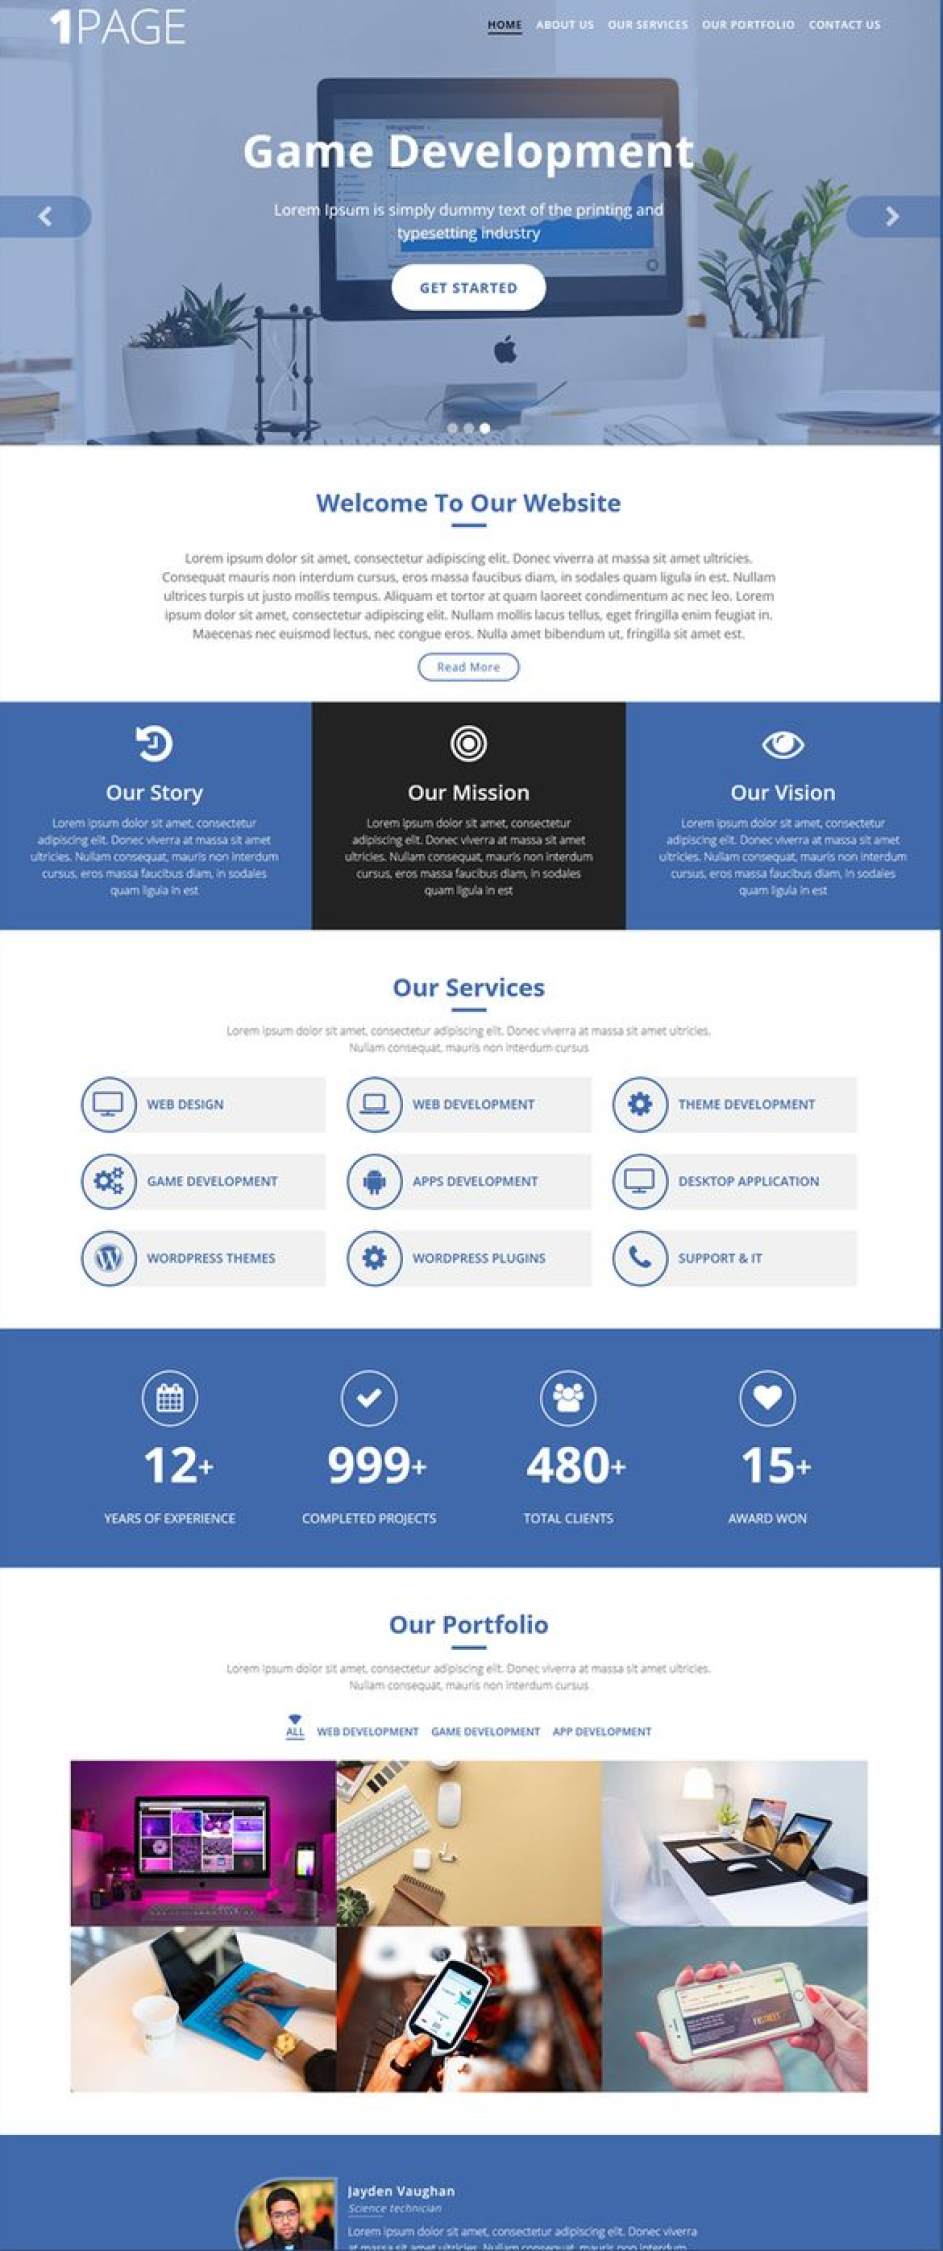 1PAGE
HOME ABOUT US OUR SERVICES OUR PORTFOLIO CONTACT US
Game Development
Lorem Ipsum is simply dummy text of the printing and
typesetting industry
GET STARTED
Welcome To Our Website
Lorem ipsum dolor sit amet, consectetur adipiscing elit. Donec viverra at massa sit amet ultricies.
Consequat mauris non interdum cursus, eros massa faucibus diam, in sodales quam ligula in est. Nullam
ultrices turpis ut justo mollis tempus. Aliquam et tortor at quam laoreet condimentum ac nec leo. Lorem
ipsum dolor sit amet, consectetur adipiscing elit. Nullam mollis lacus tellus, eget fringilla enim feugiat in.
Maecenas nec euismod lectus, nec congue eros. Nulla amet bibendum ut, fringilla sit amet est.
Read More
Our Story
Lorem ipsum dolor sit amet, consectetur
adipiscing elit. Donec viverra at massa sit amet
ultricies. Nullam consequat, mauris non interdum
cursus, eros massa faucibus diam, in sodales
quam ligula in est
Our Mission
Lorem ipsum dolor sit amet, consectetur
adipiscing elit. Donec viverra at massa sit amet
ultricies. Nullam consequat, mauris non interdum
cursus, eros massa faucibus diam, in sodales
quam ligula in est
Our Vision
Lorem ipsum dolor sit amet, consectetur
adipiscing elit. Donec viverra at massa sit amet
ultricies. Nullam consequat, mauris non interdum
cursus, eros massa faucibus diam, in sodales
quam ligula in est
Our Services
Lorem ipsum dolor sit amet, consectetur adipiscing elit. Donec viverra at massa sit amet ultricies.
Nullam consequat, mauris non interdum cursus
WEB DESIGN
WEB DEVELOPMENT
THEME DEVELOPMENT
GAME DEVELOPMENT
APPS DEVELOPMENT
DESKTOP APPLICATION
WORDPRESS THEMES
WORDPRESS PLUGINS
SUPPORT & IT
12+
999+
480+
15+
YEARS OF EXPERIENCE
COMPLETED PROJECTS
TOTAL CLIENTS
AWARD WON
Our Portfolio
Lorem ipsum dolor sit amet, consectetur adipiscing elit. Donec viverra at massa sit amet ultricies.
Nullam consequat, mauris non interdum cursus
ALL WEB DEVELOPMENT GAME DEVELOPMENT APP DEVELOPMENT
Jayden Vaughan
Science technician
Lorem ipsum dolor sit amet, consectetur adipiscing elit. Donec viverra
at massa sit amet ultricies. Nullam consequat, mauris non interdum